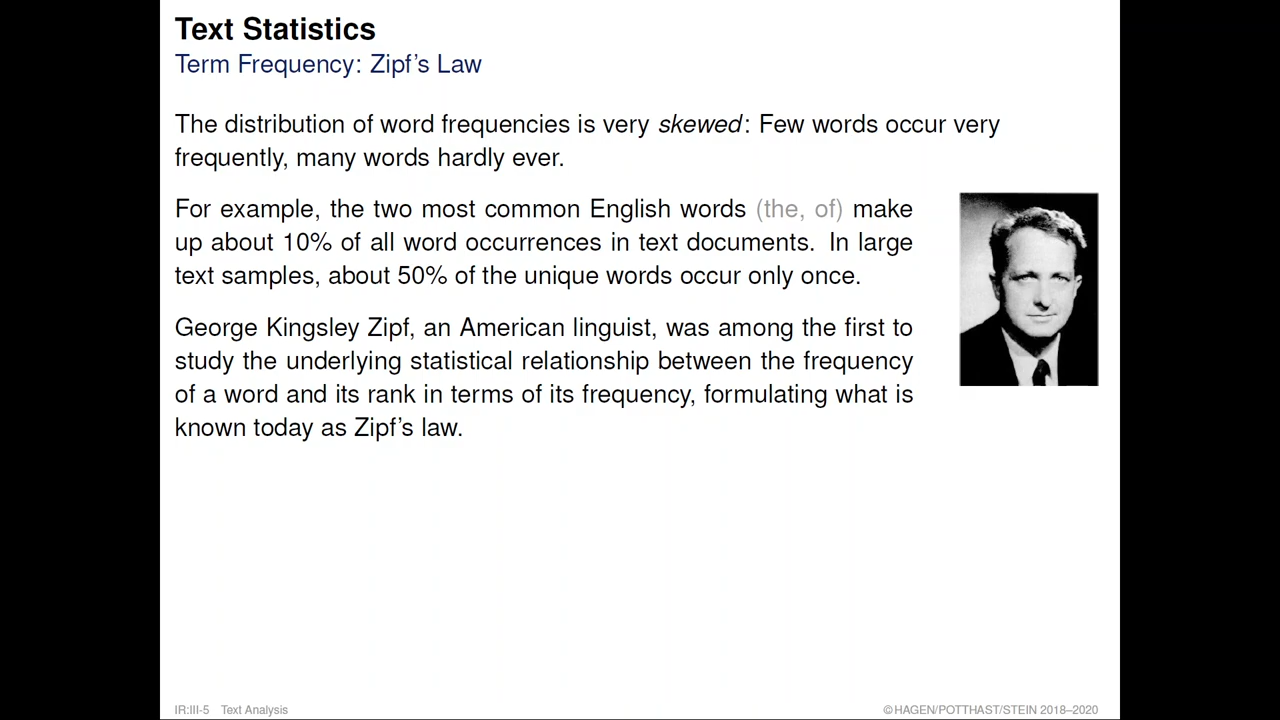 Text Statistics
Term Frequency: Zipf’s Law
The distribution of word frequencies is very skewed: Few words occur very
frequently, many words hardly ever.
For example, the two most common English words (the, of) make
up about 10% of all word occurrences in text documents. In large
text samples, about 50% of the unique words occur only once.
George Kingsley Zipf, an American linguist, was among the first to
study the underlying statistical relationship between the frequency
of a word and its rank in terms of its frequency, formulating what is
known today as Zipf’s law.
IR:III-5 Text Analysis
©HAGEN/POTTHAST/STEIN 2018–2020